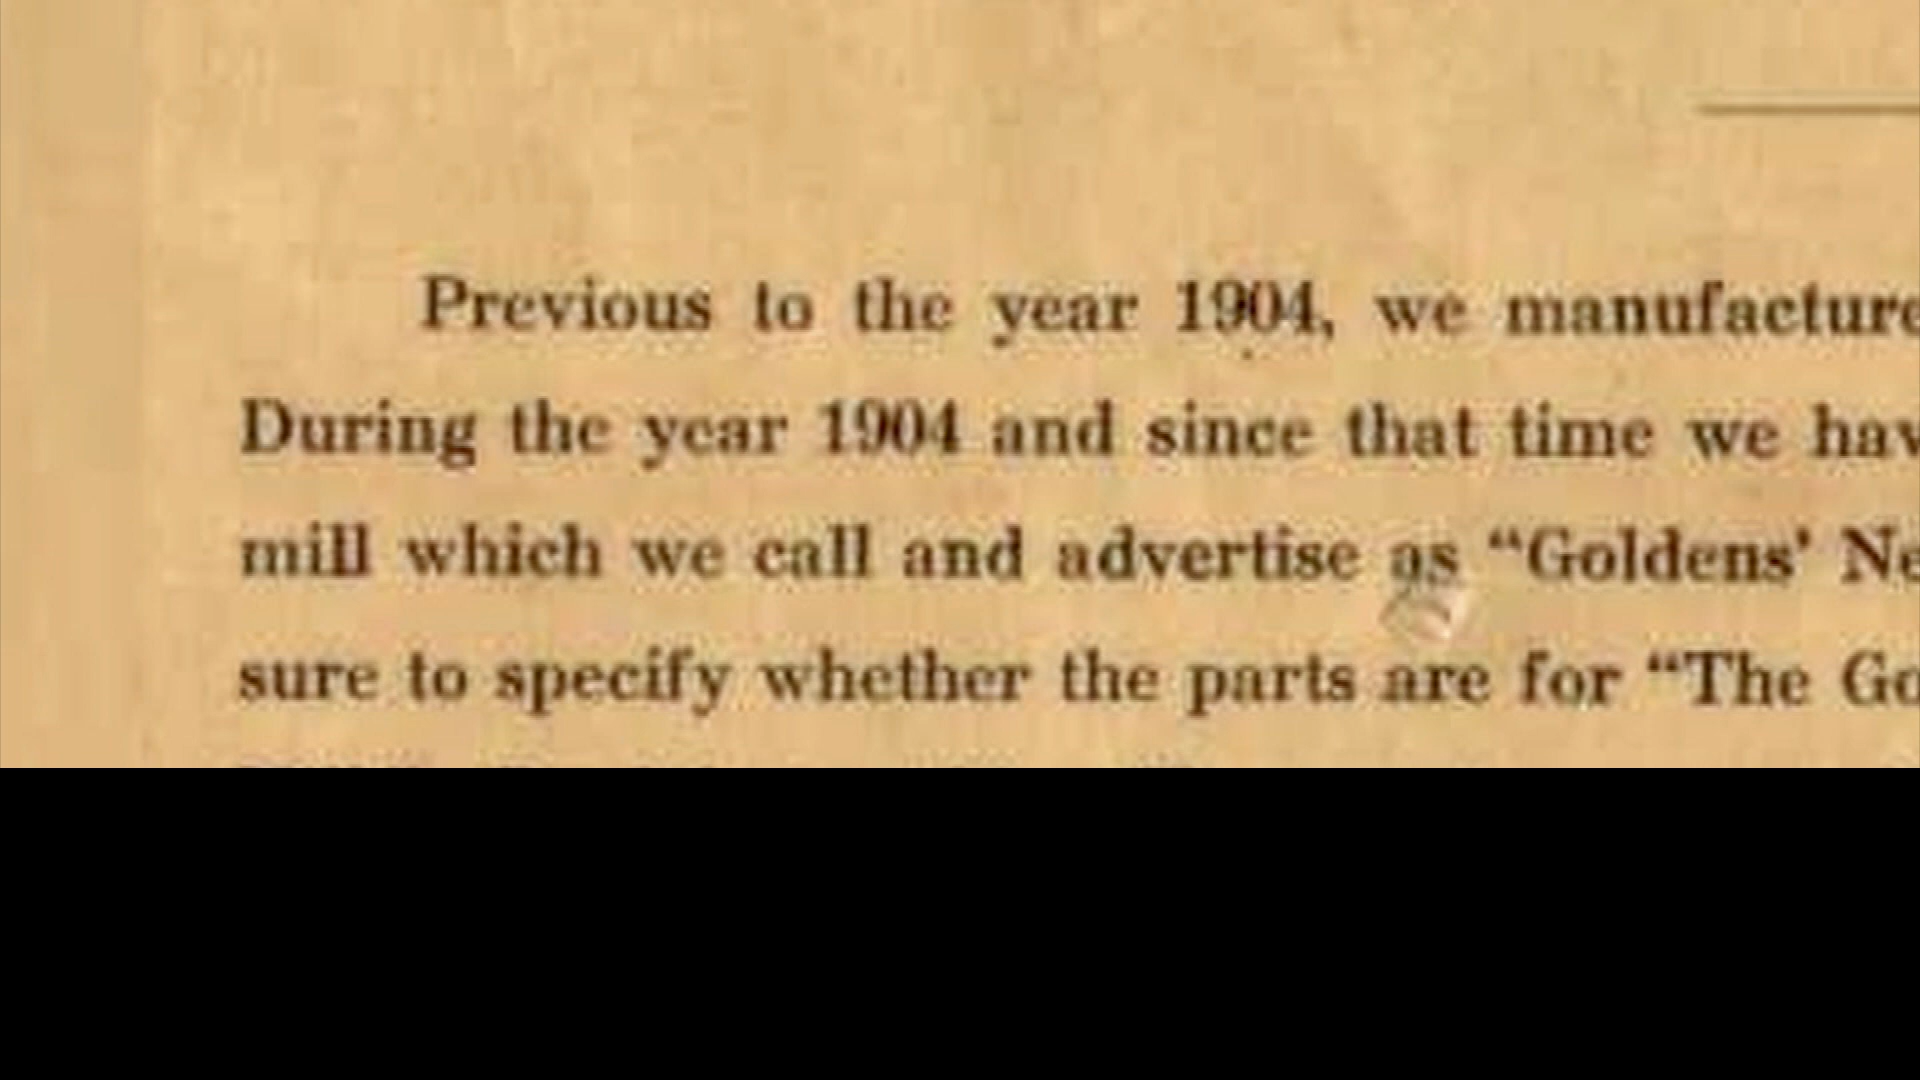 Previous to the year 1904, we manufacture
During the year 1904 and since that time we hav
mill which we call and advertise as “Goldens’ Ne
sure to specify whether the parts are for “The Go